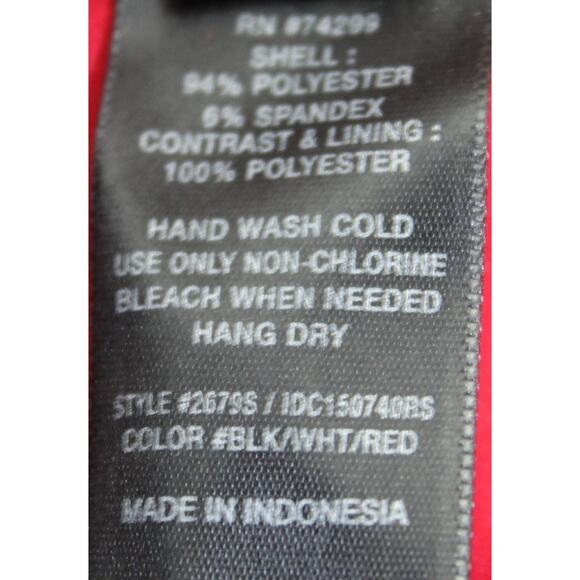 RN #74299
SHELL :
94% POLYESTER
6% SPANDEX
CONTRAST & LINING :
100% POLYESTER
HAND WASH COLD
USE ONLY NON-CHLORINE
BLEACH WHEN NEEDED
HANG DRY
STYLE #2679S / IDC150740RS
COLOR #BLK/WHT/RED
MADE IN INDONESIA